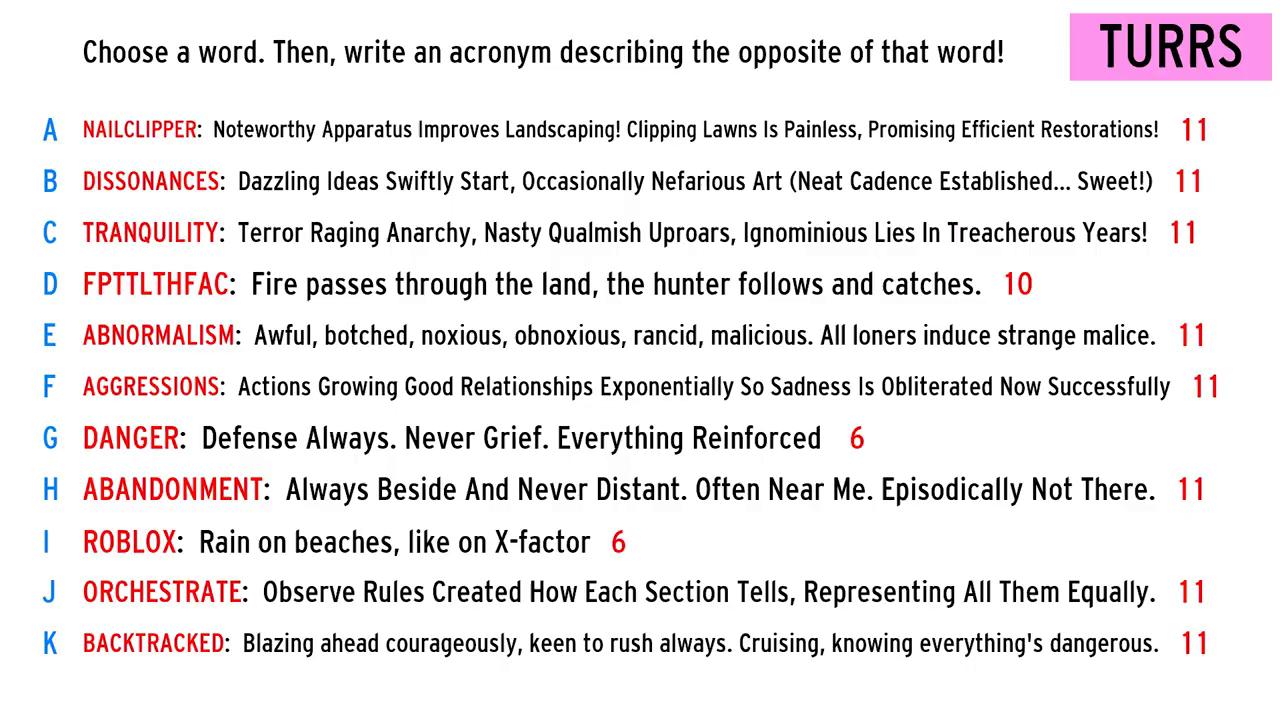 Choose a word. Then, write an acronym describing the opposite of that word!
TURRS
A NAILCLIPPER: Noteworthy Apparatus Improves Landscaping! Clipping Lawns Is Painless, Promising Efficient Restorations! 11
B DISSONANCES: Dazzling Ideas Swiftly Start, Occasionally Nefarious Art (Neat Cadence Established... Sweet!) 11
C TRANQUILITY: Terror Raging Anarchy, Nasty Qualmish Uproars, Ignominious Lies In Treacherous Years! 11
D FPTTLTHFAC: Fire passes through the land, the hunter follows and catches. 10
E ABNORMALISM: Awful, botched, noxious, obnoxious, rancid, malicious. All loners induce strange malice. 11
F AGGRESSIONS: Actions Growing Good Relationships Exponentially So Sadness Is Obliterated Now Successfully 11
G DANGER: Defense Always. Never Grief. Everything Reinforced 6
H ABANDONMENT: Always Beside And Never Distant. Often Near Me. Episodically Not There. 11
I ROBLOX: Rain on beaches, like on X-factor 6
J ORCHESTRATE: Observe Rules Created How Each Section Tells, Representing All Them Equally. 11
K BACKTRACKED: Blazing ahead courageously, keen to rush always. Cruising, knowing everything's dangerous. 11